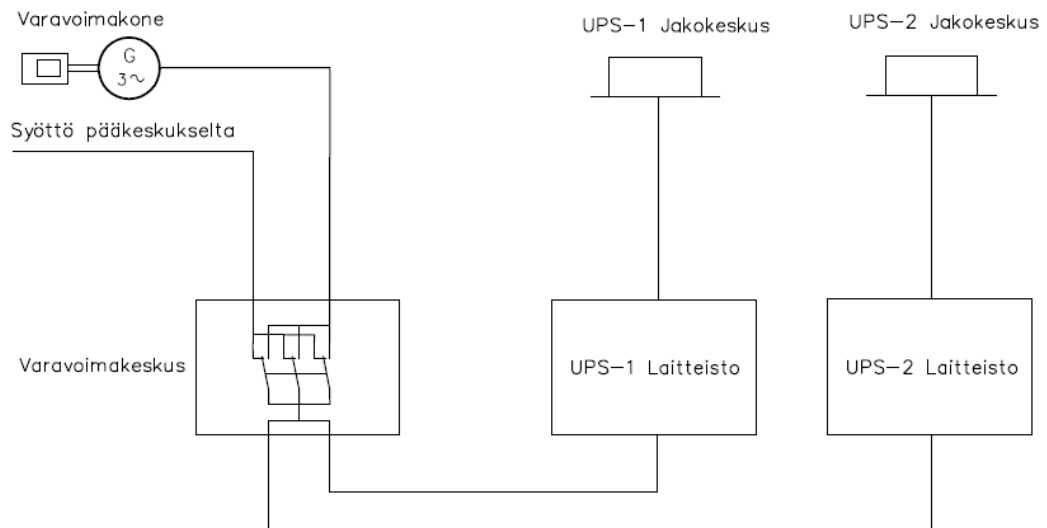 Varavoimakone
UPS-1 Jakokeskus
UPS-2 Jakokeskus
G
3~
Syöttö pääkeskukselta
Varavoimakeskus
UPS-1 Laitteisto
UPS-2 Laitteisto